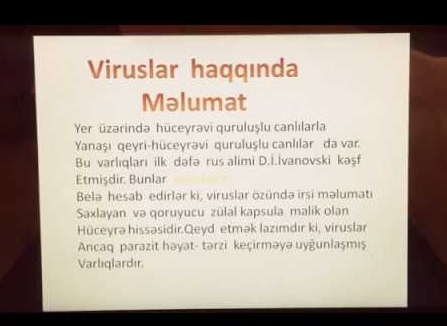 Viruslar haqqında
Məlumat
Yer üzərində hüceyrəvi quruluşlu canlılarla
Yanaşı qeyri-hüceyrəvi quruluşlu canlılar da var.
Bu varlıqları ilk dəfə rus alimi D.İ.İvanovski kəşf
Etmişdir. Bunlar
Belə hesab edirlər ki, viruslar özündə irsi məlumatı
Saxlayan və qoruyucu zülal kapsula malik olan
Hüceyrə hissəsidir.Qeyd etmək lazımdır ki, viruslar
Ancaq parazit həyat- tərzi keçirməyə uyğunlaşmış
Varlıqlardır.